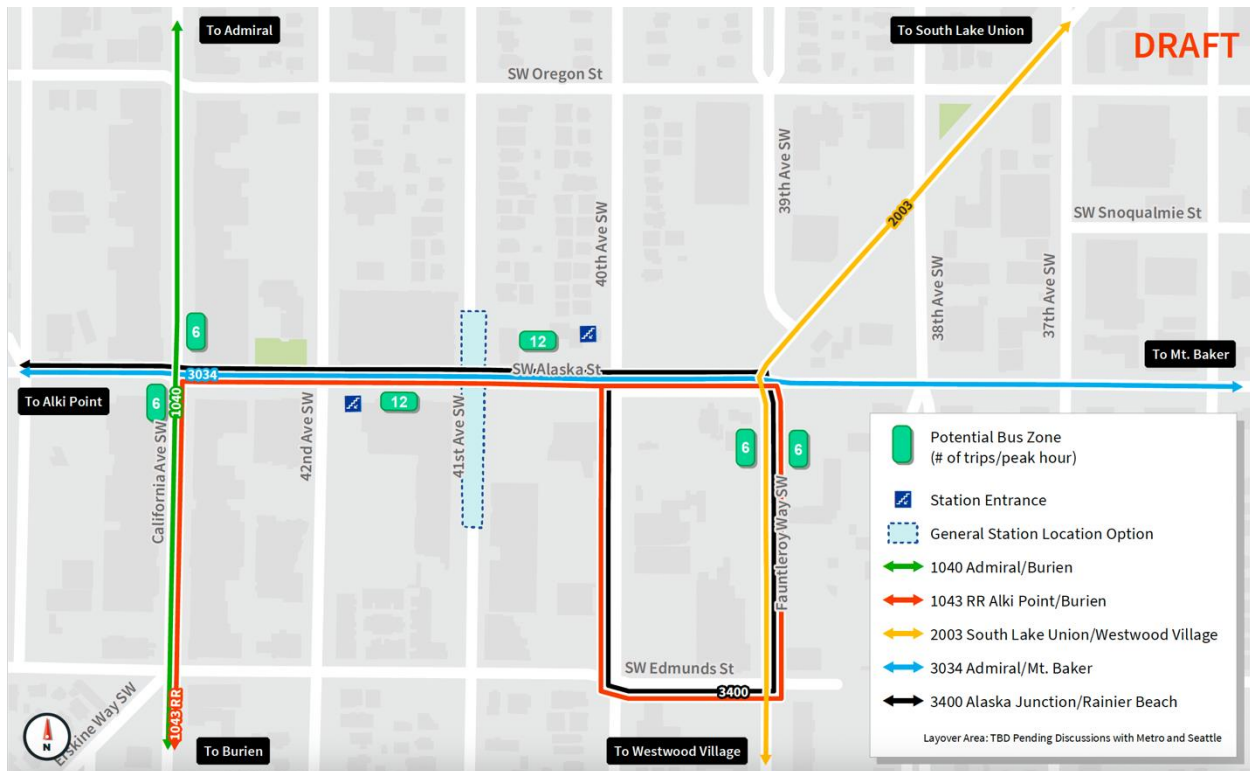 To Admiral
To South Lake Union
DRAFT
SW Oregon St
39th Ave SW
2003
SW Snoqualmie St
40th Ave SW
38th Ave SW
37th Ave SW
6
12
To Mt. Baker
SW Alaska St
3034
To Alki Point
6
1040
12
California Ave SW
42nd Ave SW
41st Ave SW
6
6
Fauntleroy Way SW
Potential Bus Zone
(# of trips/peak hour)
Station Entrance
General Station Location Option
1040 Admiral/Burien
1043 RR Alki Point/Burien
2003 South Lake Union/Westwood Village
3034 Admiral/Mt. Baker
3400 Alaska Junction/Rainier Beach
Layover Area: TBD Pending Discussions with Metro and Seattle
SW Edmunds St
3400
1043 RR
Erskine Way SW
N
To Burien
To Westwood Village